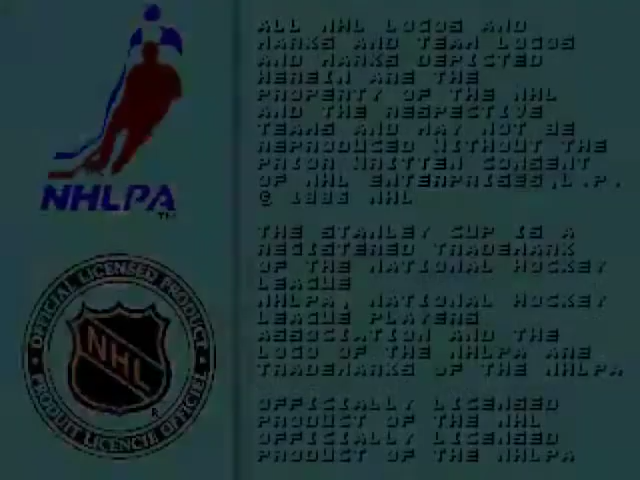 NHLPA
TM
OFFICIAL LICENSED PRODUCT
NHL
R
PRODUIT LICENCIÉ OFFICIEL
ALL NHL LOGOS AND
MARKS AND TEAM LOGOS
AND MARKS DEPICTED
HEREIN ARE THE
PROPERTY OF THE NHL
AND THE RESPECTIVE
TEAMS AND MAY NOT BE
REPRODUCED WITHOUT THE
PRIOR WRITTEN CONSENT
OF NHL ENTERPRISES,L.P.
© 1995 NHL
THE STANLEY CUP IS A
REGISTERED TRADEMARK
OF THE NATIONAL HOCKEY
LEAGUE
NHLPA, NATIONAL HOCKEY
LEAGUE PLAYERS
ASSOCIATION AND THE
LOGO OF THE NHLPA ARE
TRADEMARKS OF THE NHLPA
OFFICIALLY LICENSED
PRODUCT OF THE NHL
OFFICIALLY LICENSED
PRODUCT OF THE NHLPA